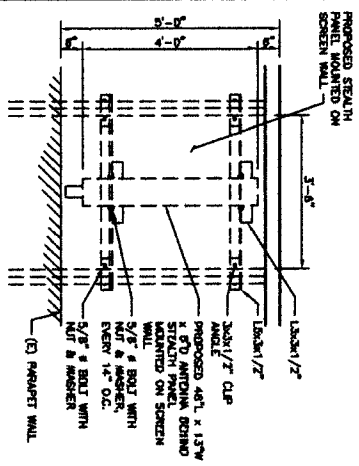 PROPOSED STEALTH
PANEL MOUNTED ON
SCREEN WALL
5'-0"
6"
4'-0"
6"
3'-6"
L3x3x1/2"
L5x3x1/2"
3x3x1/2" CLIP
ANGLE
PROPOSED 48"L x 13"W
x 8"D ANTENNA BEHIND
STEALTH PANEL
MOUNTED ON SCREEN
WALL
5/8" ø BOLT WITH
NUT & WASHER,
EVERY 14" O.C.
5/8" ø BOLT WITH
NUT & WASHER
(E) PARAPET WALL